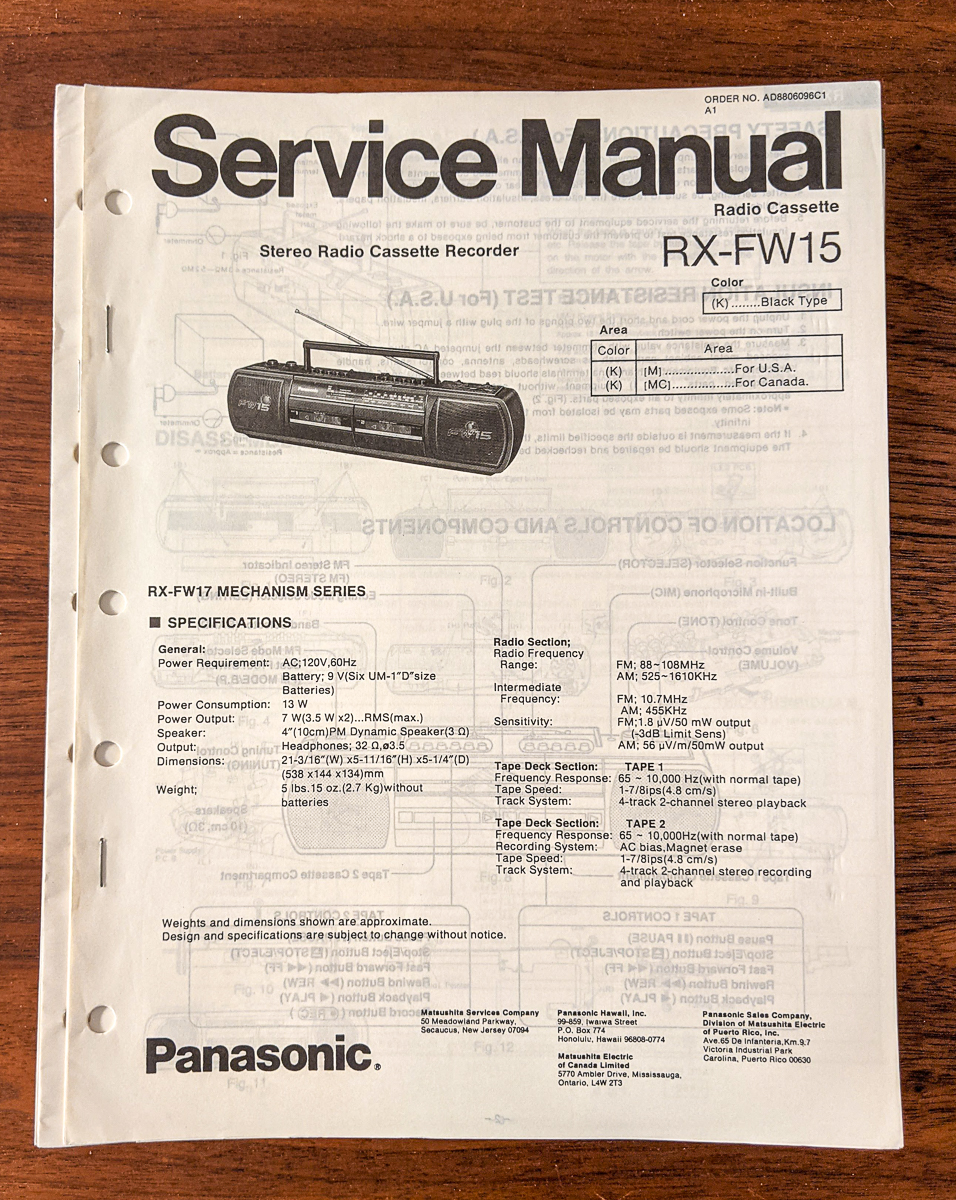 ORDER NO. AD8806096C1
A1
Service Manual
Radio Cassette
Stereo Radio Cassette Recorder
RX-FW15
Color
(K)........Black Type
Area
Color Area
(K) [M]...................For U.S.A.
(K) [MC]................For Canada.
Panasonic
FW15
FW15
RX-FW17 MECHANISM SERIES
■ SPECIFICATIONS
General:
Power Requirement: AC;120V,60Hz
Battery; 9 V(Six UM-1"D"size
Batteries)
Power Consumption: 13 W
Power Output: 7 W(3.5 W x2)...RMS(max.)
Speaker: 4"(10cm)PM Dynamic Speaker(3 Ω)
Output: Headphones; 32 Ω,ø3.5
Dimensions: 21-3/16"(W) x5-11/16"(H) x5-1/4"(D)
(538 x144 x134)mm
Weight; 5 lbs.15 oz.(2.7 Kg)without
batteries
Radio Section;
Radio Frequency
Range: FM; 88~108MHz
AM; 525~1610KHz
Intermediate
Frequency: FM; 10.7MHz
AM; 455KHz
Sensitivity: FM;1.8 μV/50 mW output
(-3dB Limit Sens)
AM; 56 μV/m/50mW output
Tape Deck Section: TAPE 1
Frequency Response: 65 ~ 10,000 Hz(with normal tape)
Tape Speed: 1-7/8ips(4.8 cm/s)
Track System: 4-track 2-channel stereo playback
Tape Deck Section: TAPE 2
Frequency Response: 65 ~ 10,000Hz(with normal tape)
Recording System: AC bias,Magnet erase
Tape Speed: 1-7/8ips(4.8 cm/s)
Track System: 4-track 2-channel stereo recording
and playback
Weights and dimensions shown are approximate.
Design and specifications are subject to change without notice.
Panasonic®
Matsushita Services Company
50 Meadowland Parkway,
Secaucus, New Jersey 07094
Panasonic Hawaii, Inc.
99-859, Iwaiwa Street
P.O. Box 774
Honolulu, Hawaii 96808-0774
Matsushita Electric
of Canada Limited
5770 Ambler Drive, Mississauga,
Ontario, L4W 2T3
Panasonic Sales Company,
Division of Matsushita Electric
of Puerto Rico, Inc.
Ave.65 De Infanteria,Km.9.7
Victoria Industrial Park
Carolina, Puerto Rico 00630